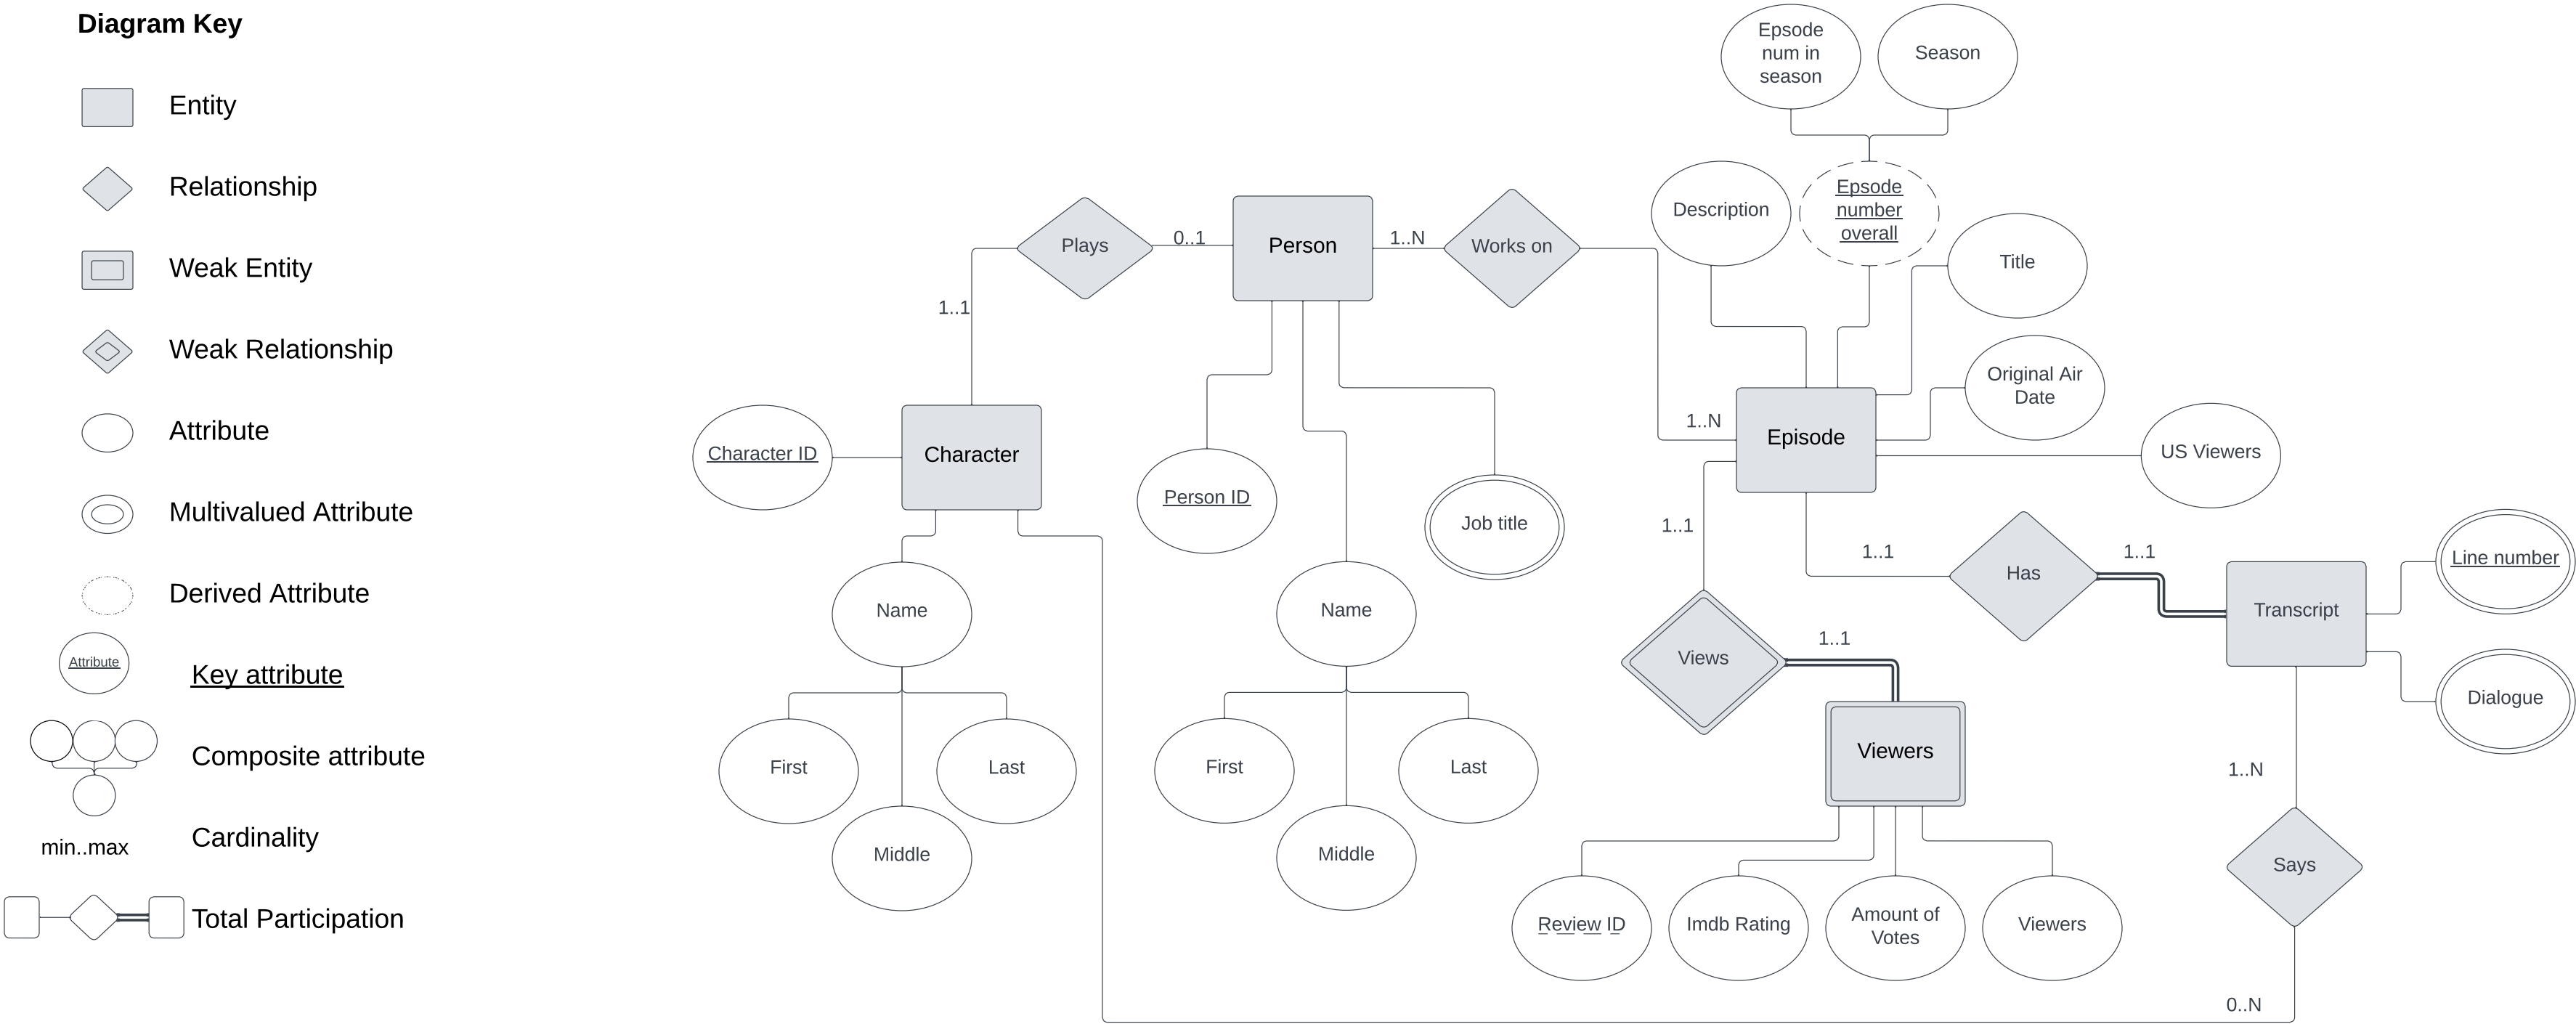 Diagram Key
Entity
Relationship
Weak Entity
Weak Relationship
Attribute
Multivalued Attribute
Derived Attribute
Attribute
Key attribute
Composite attribute
min..max
Cardinality
Total Participation
Epsode
num in
season
Season
Description
Epsode
number
overall
Title
Original Air
Date
US Viewers
Plays
0..1
Person
1..N
Works on
1..1
1..N
Character ID
Character
Episode
Person ID
Job title
Name
First
Middle
Last
Name
First
Middle
Last
1..1
1..1
Has
1..1
Transcript
Line number
Dialogue
Views
1..1
Viewers
Review ID
Imdb Rating
Amount of
Votes
Viewers
1..N
Says
0..N